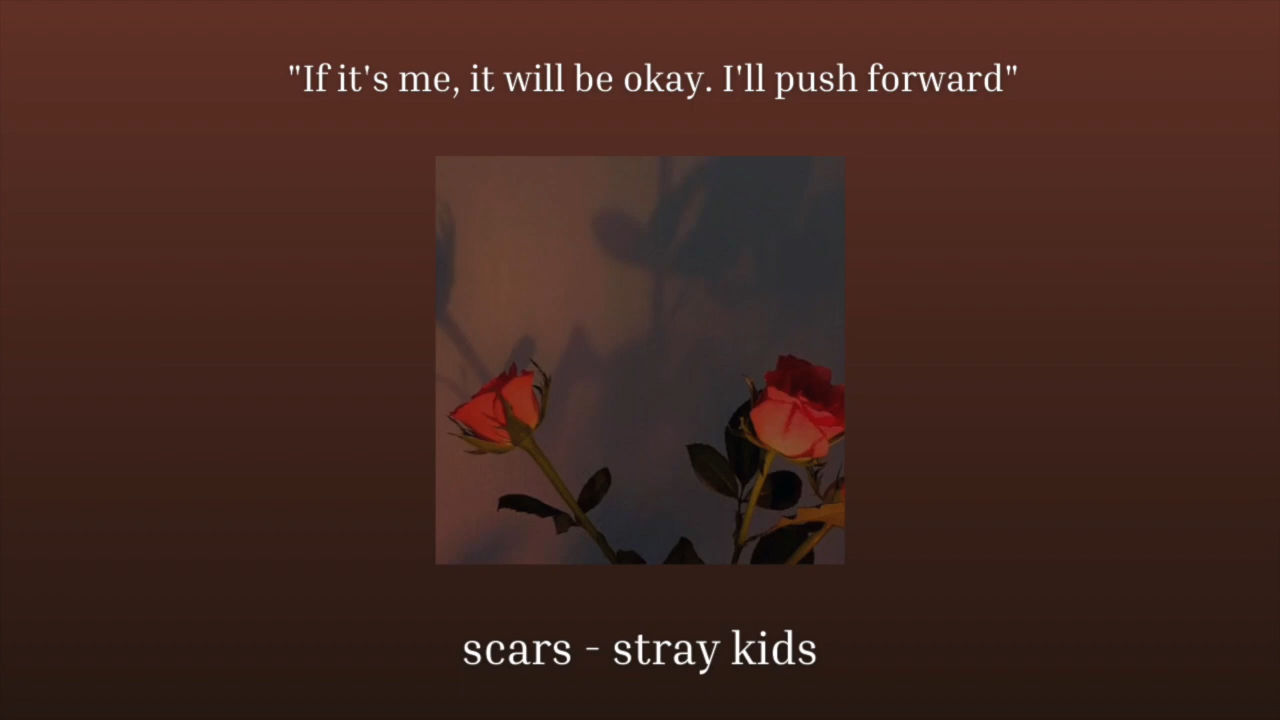 "If it's me, it will be okay. I'll push forward"
scars - stray kids